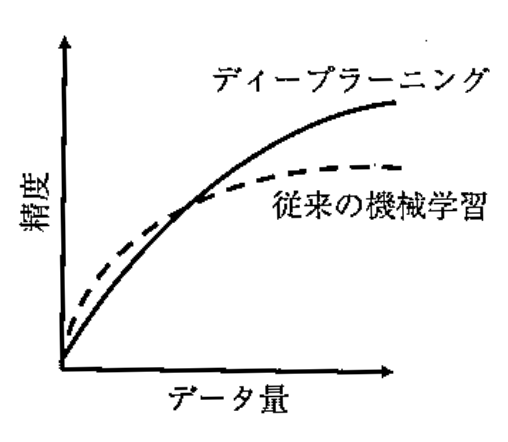 ディープラーニング
従来の機械学習
精度
データ量